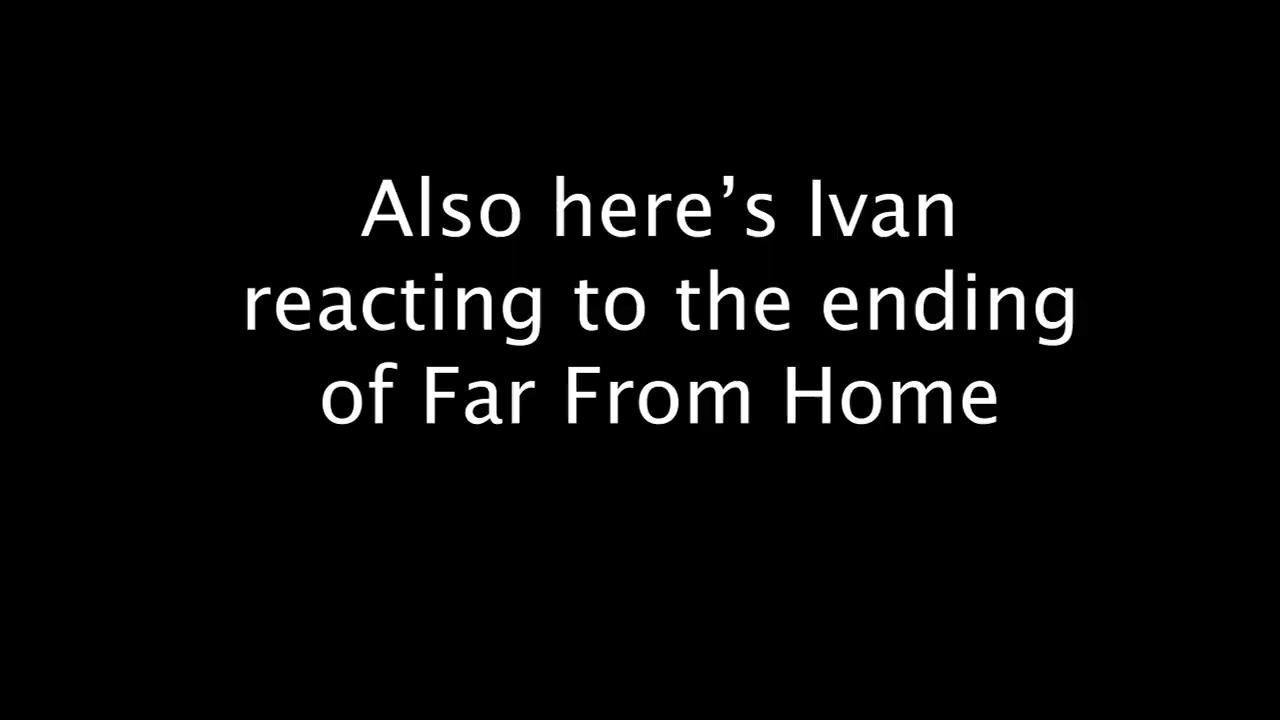 Also here’s Ivan
reacting to the ending
of Far From Home